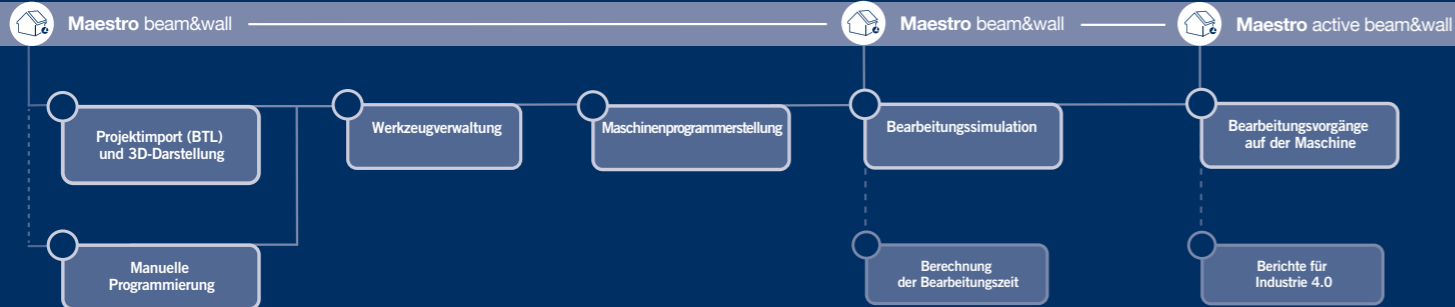 Maestro beam&wall
Maestro beam&wall
Maestro active beam&wall
Projektimport (BTL)
und 3D-Darstellung
Werkzeugverwaltung
Maschinenprogrammerstellung
Bearbeitungssimulation
Bearbeitungsvorgänge
auf der Maschine
Manuelle
Programmierung
Berechnung
der Bearbeitungszeit
Berichte für
Industrie 4.0